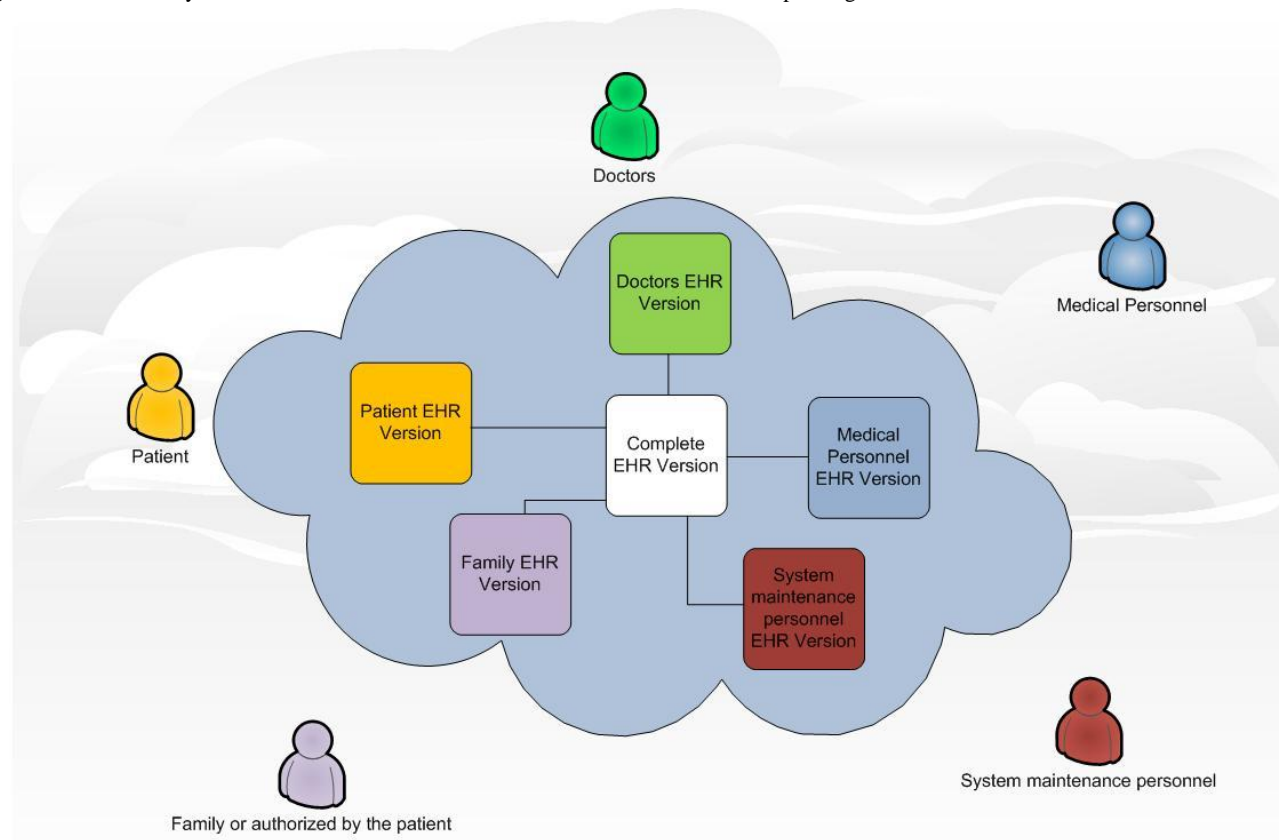 Doctors
Doctors EHR
Version
Medical Personnel
Patient EHR
Version
Patient
Complete
EHR Version
Medical
Personnel
EHR Version
Family EHR
Version
System
maintenance
personnel
EHR Version
System maintenance personnel
Family or authorized by the patient